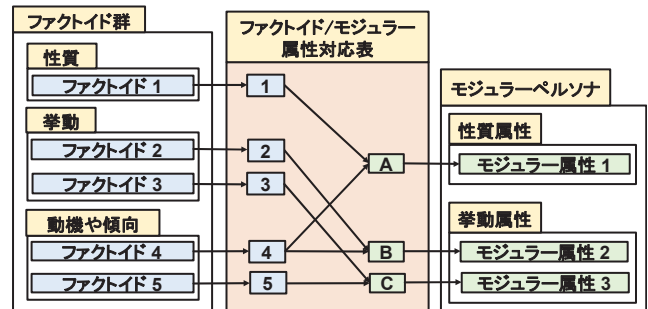 ファクトイド群
性質
ファクトイド 1
挙動
ファクトイド 2
ファクトイド 3
動機や傾向
ファクトイド 4
ファクトイド 5
ファクトイド/モジュラー
属性対応表
1
2
3
4
5
A
B
C
モジュラーペルソナ
性質属性
モジュラー属性 1
挙動属性
モジュラー属性 2
モジュラー属性 3